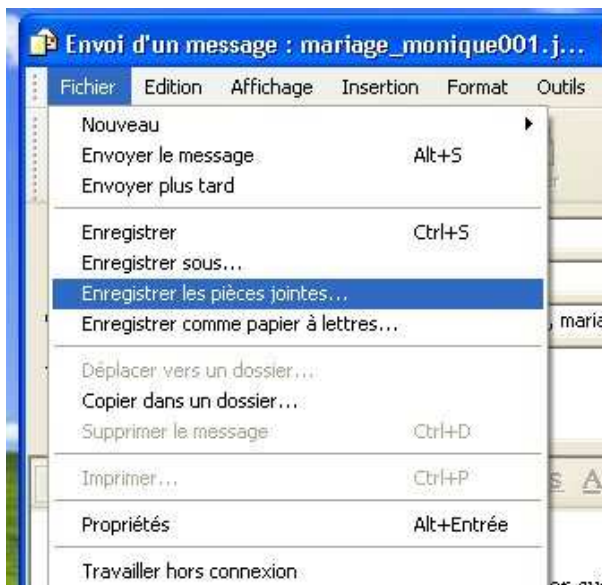 Envoi d'un message : mariage_monique001.j...
Fichier Edition Affichage Insertion Format Outils
Nouveau
Envoyer le message Alt+S
Envoyer plus tard
Enregistrer Ctrl+S
Enregistrer sous...
Enregistrer les pièces jointes...
Enregistrer comme papier à lettres...
, maria
Déplacer vers un dossier...
Copier dans un dossier...
Supprimer le message Ctrl+D
Imprimer... Ctrl+P
S A
Propriétés Alt+Entrée
Travailler hors connexion